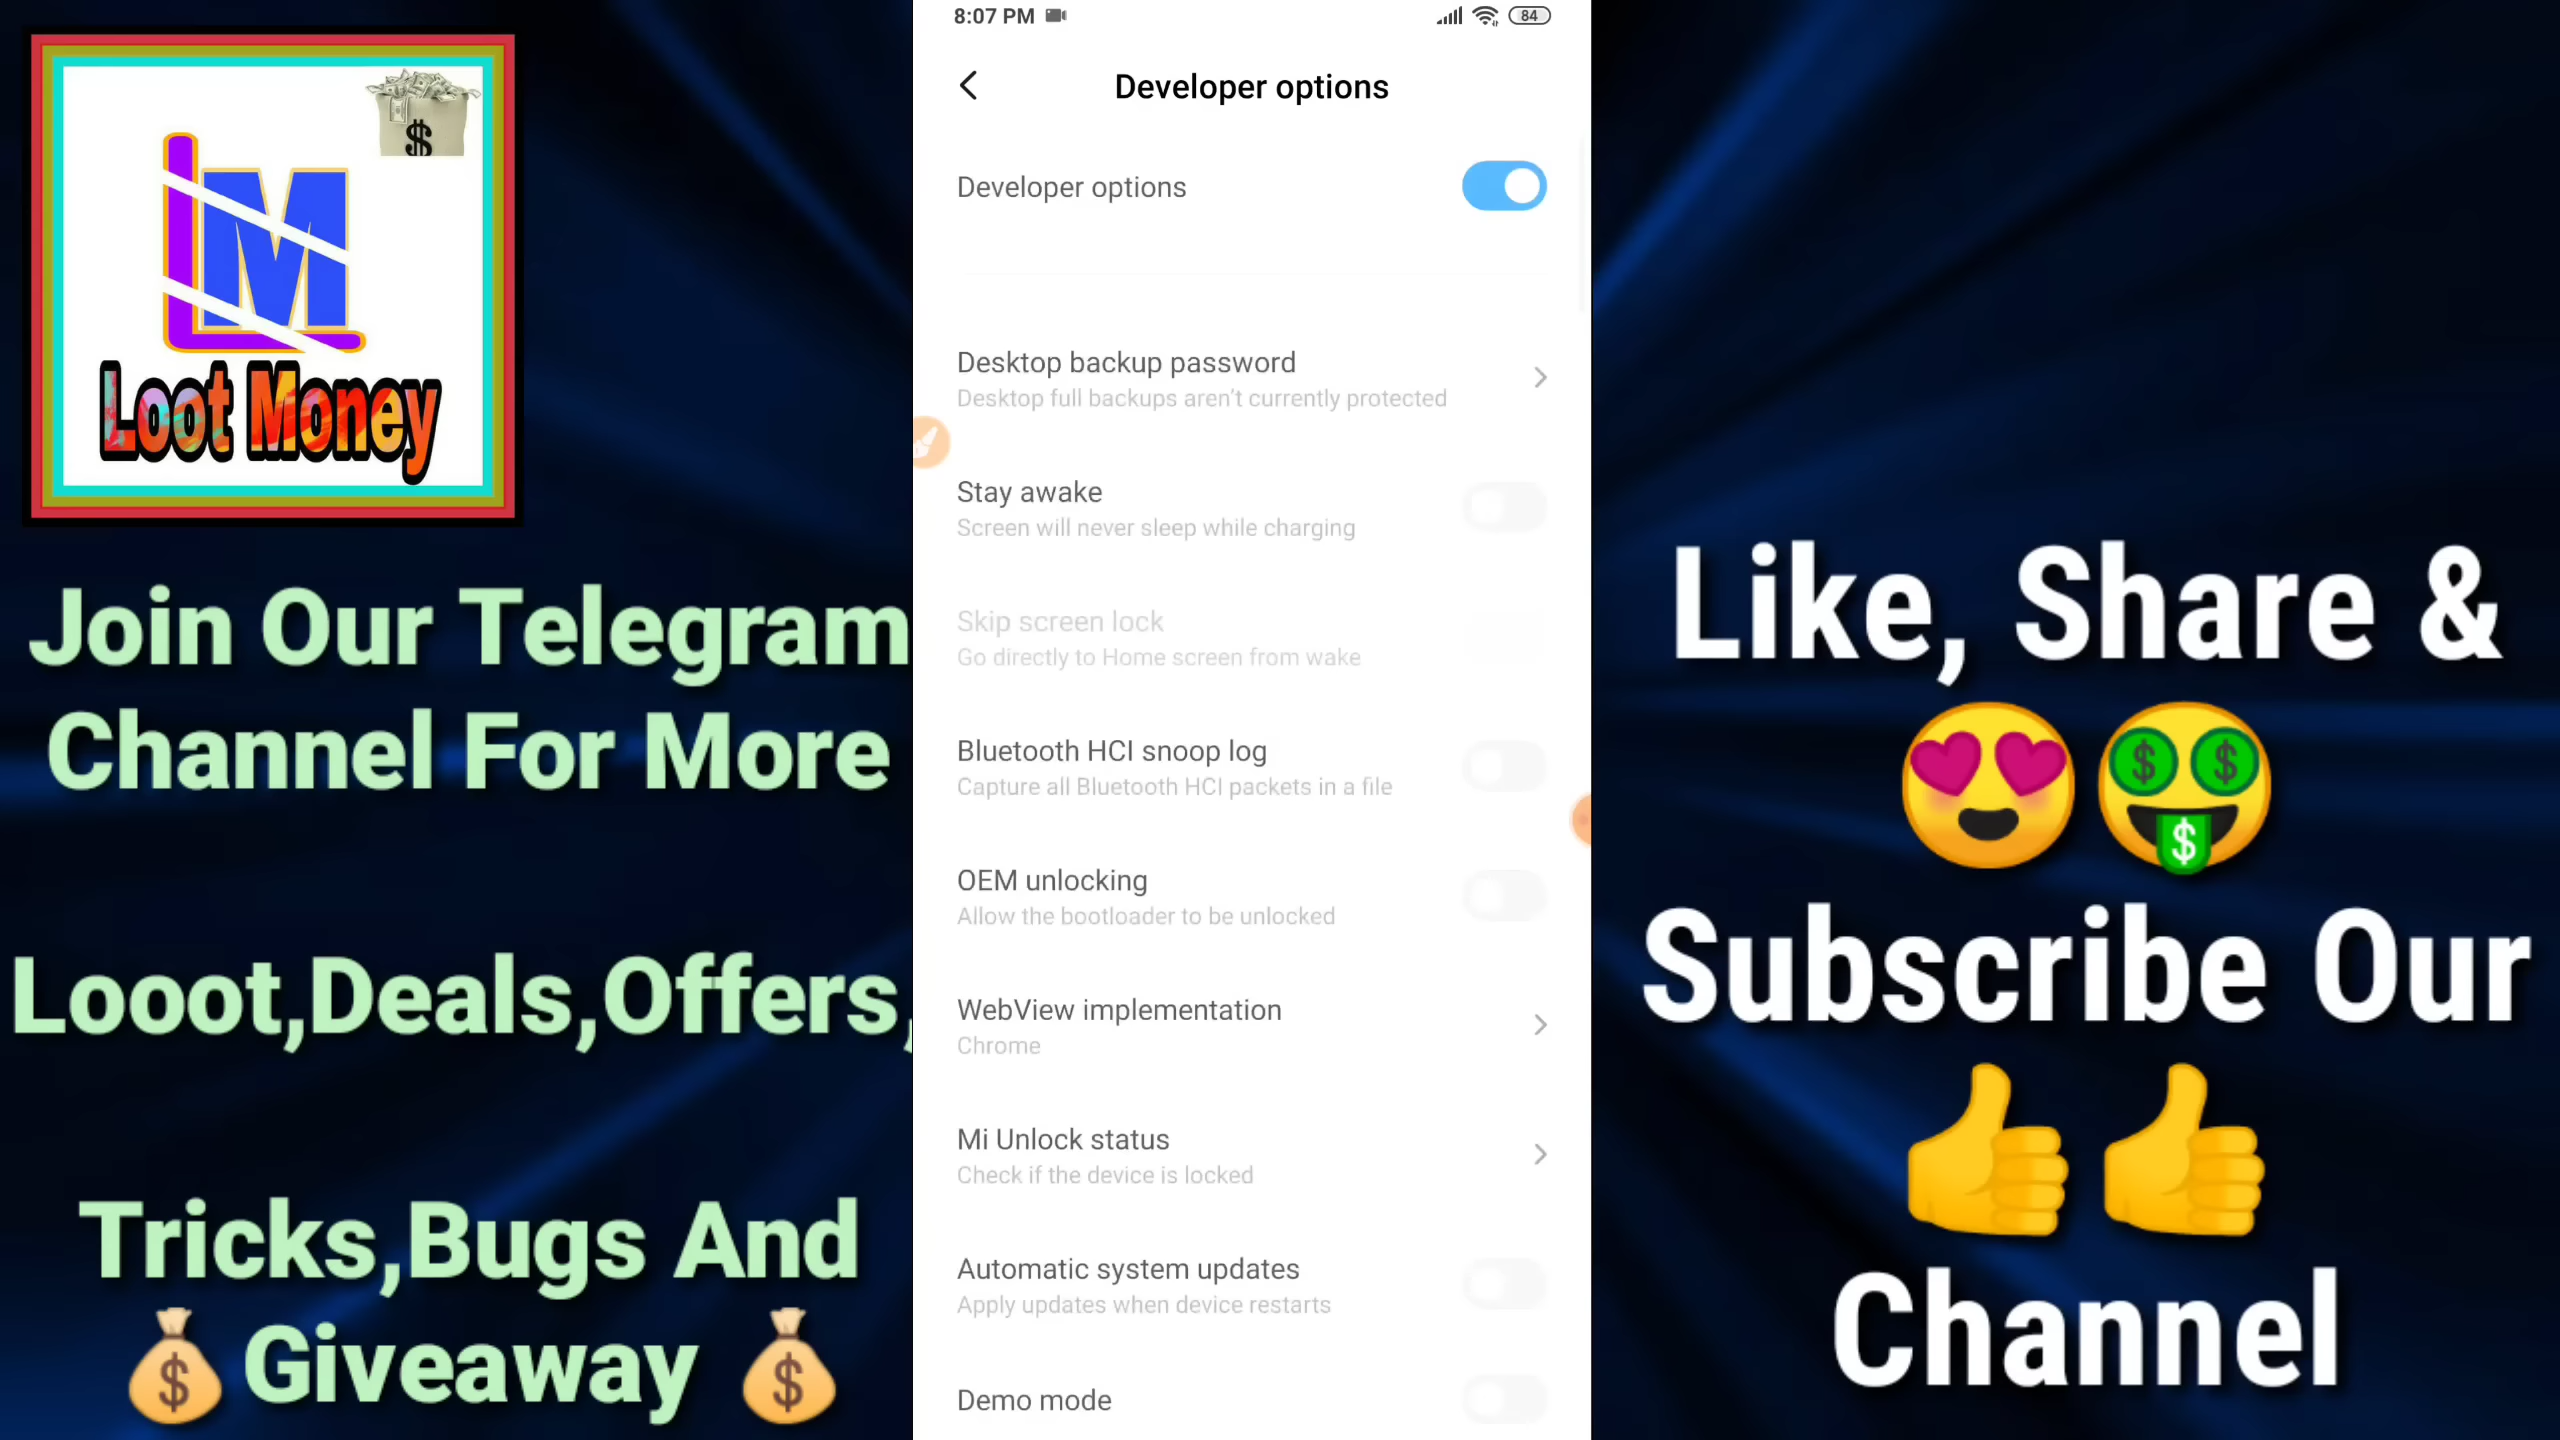 $
LM
Loot Money
Join Our Telegram
Channel For More
Looot,Deals,Offers,
Tricks,Bugs And
Giveaway
8:07 PM
84
Developer options
Developer options
Desktop backup password
Desktop full backups aren't currently protected
Stay awake
Screen will never sleep while charging
Skip screen lock
Go directly to Home screen from wake
Bluetooth HCI snoop log
Capture all Bluetooth HCI packets in a file
OEM unlocking
Allow the bootloader to be unlocked
WebView implementation
Chrome
Mi Unlock status
Check if the device is locked
Automatic system updates
Apply updates when device restarts
Demo mode
Like, Share &
Subscribe Our
Channel